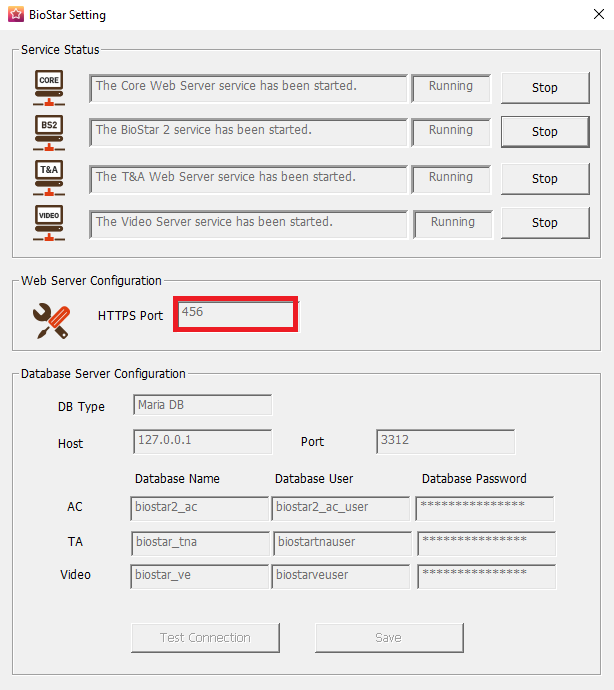 BioStar Setting
Service Status
CORE The Core Web Server service has been started. Running Stop
BS2 The BioStar 2 service has been started. Running Stop
T&A The T&A Web Server service has been started. Running Stop
VIDEO The Video Server service has been started. Running Stop
Web Server Configuration
HTTPS Port 456
Database Server Configuration
DB Type Maria DB
Host 127.0.0.1 Port 3312
Database Name Database User Database Password
AC biostar2_ac biostar2_ac_user ***************
TA biostar_tna biostartnauser ***************
Video biostar_ve biostarveuser ***************
Test Connection Save